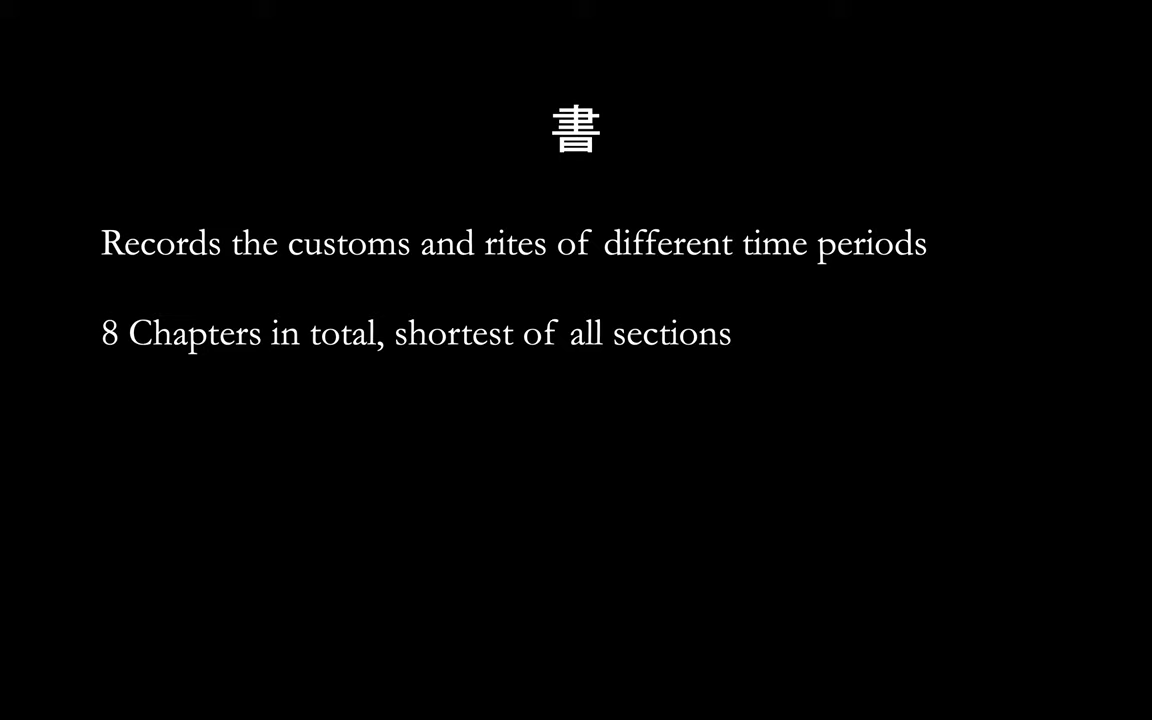 書
Records the customs and rites of different time periods
8 Chapters in total, shortest of all sections